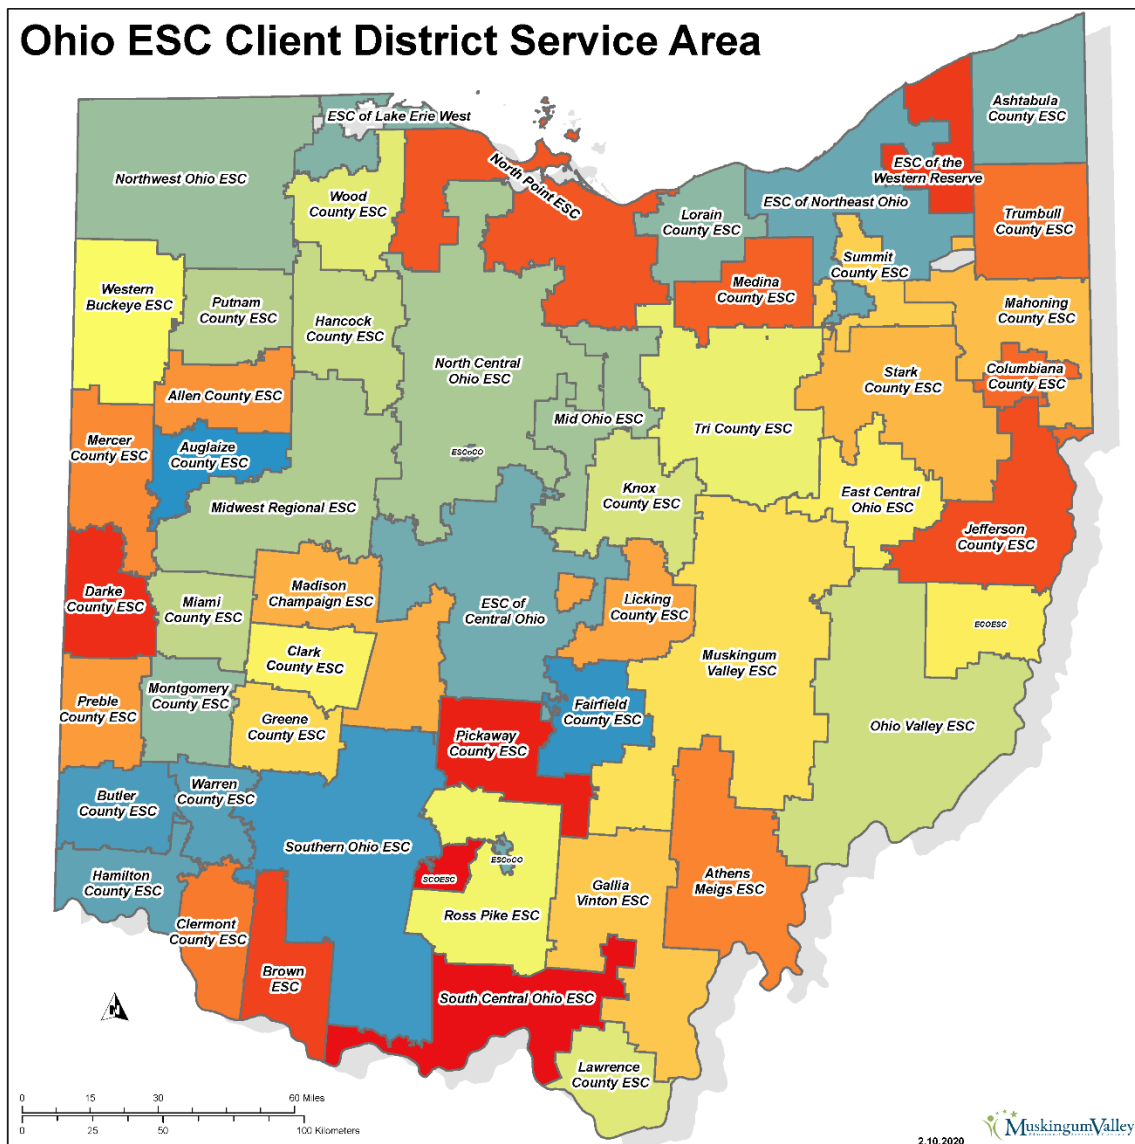 Ohio ESC Client District Service Area
ESC of Lake Erie West
Ashtabula
County ESC
Northwest Ohio ESC
North Point ESC
ESC of the
Western Reserve
Wood
County ESC
ESC of Northeast Ohio
Lorain
County ESC
Trumbull
County ESC
Summit
County ESC
Western
Buckeye ESC
Medina
County ESC
Putnam
County ESC
Mahoning
County ESC
Hancock
County ESC
North Central
Ohio ESC
Stark
County ESC
Columbiana
County ESC
Allen County ESC
Mid Ohio ESC
Tri County ESC
Mercer
County ESC
Auglaize
County ESC
ESCoCO
Knox
County ESC
East Central
Ohio ESC
Midwest Regional ESC
Jefferson
County ESC
Darke
County ESC
Miami
County ESC
Madison
Champaign ESC
ESC of
Central Ohio
Licking
County ESC
ECOESC
Clark
County ESC
Muskingum
Valley ESC
Preble
County ESC
Montgomery
County ESC
Greene
County ESC
Fairfield
County ESC
Ohio Valley ESC
Pickaway
County ESC
Butler
County ESC
Warren
County ESC
Southern Ohio ESC
ESCoCO
Hamilton
County ESC
SCOESC
Gallia
Vinton ESC
Athens
Meigs ESC
Ross Pike ESC
Clermont
County ESC
Brown
ESC
South Central Ohio ESC
N
Lawrence
County ESC
0 15 30 60 Miles
0 25 50 100 Kilometers
MuskingumValley
2.10.2020